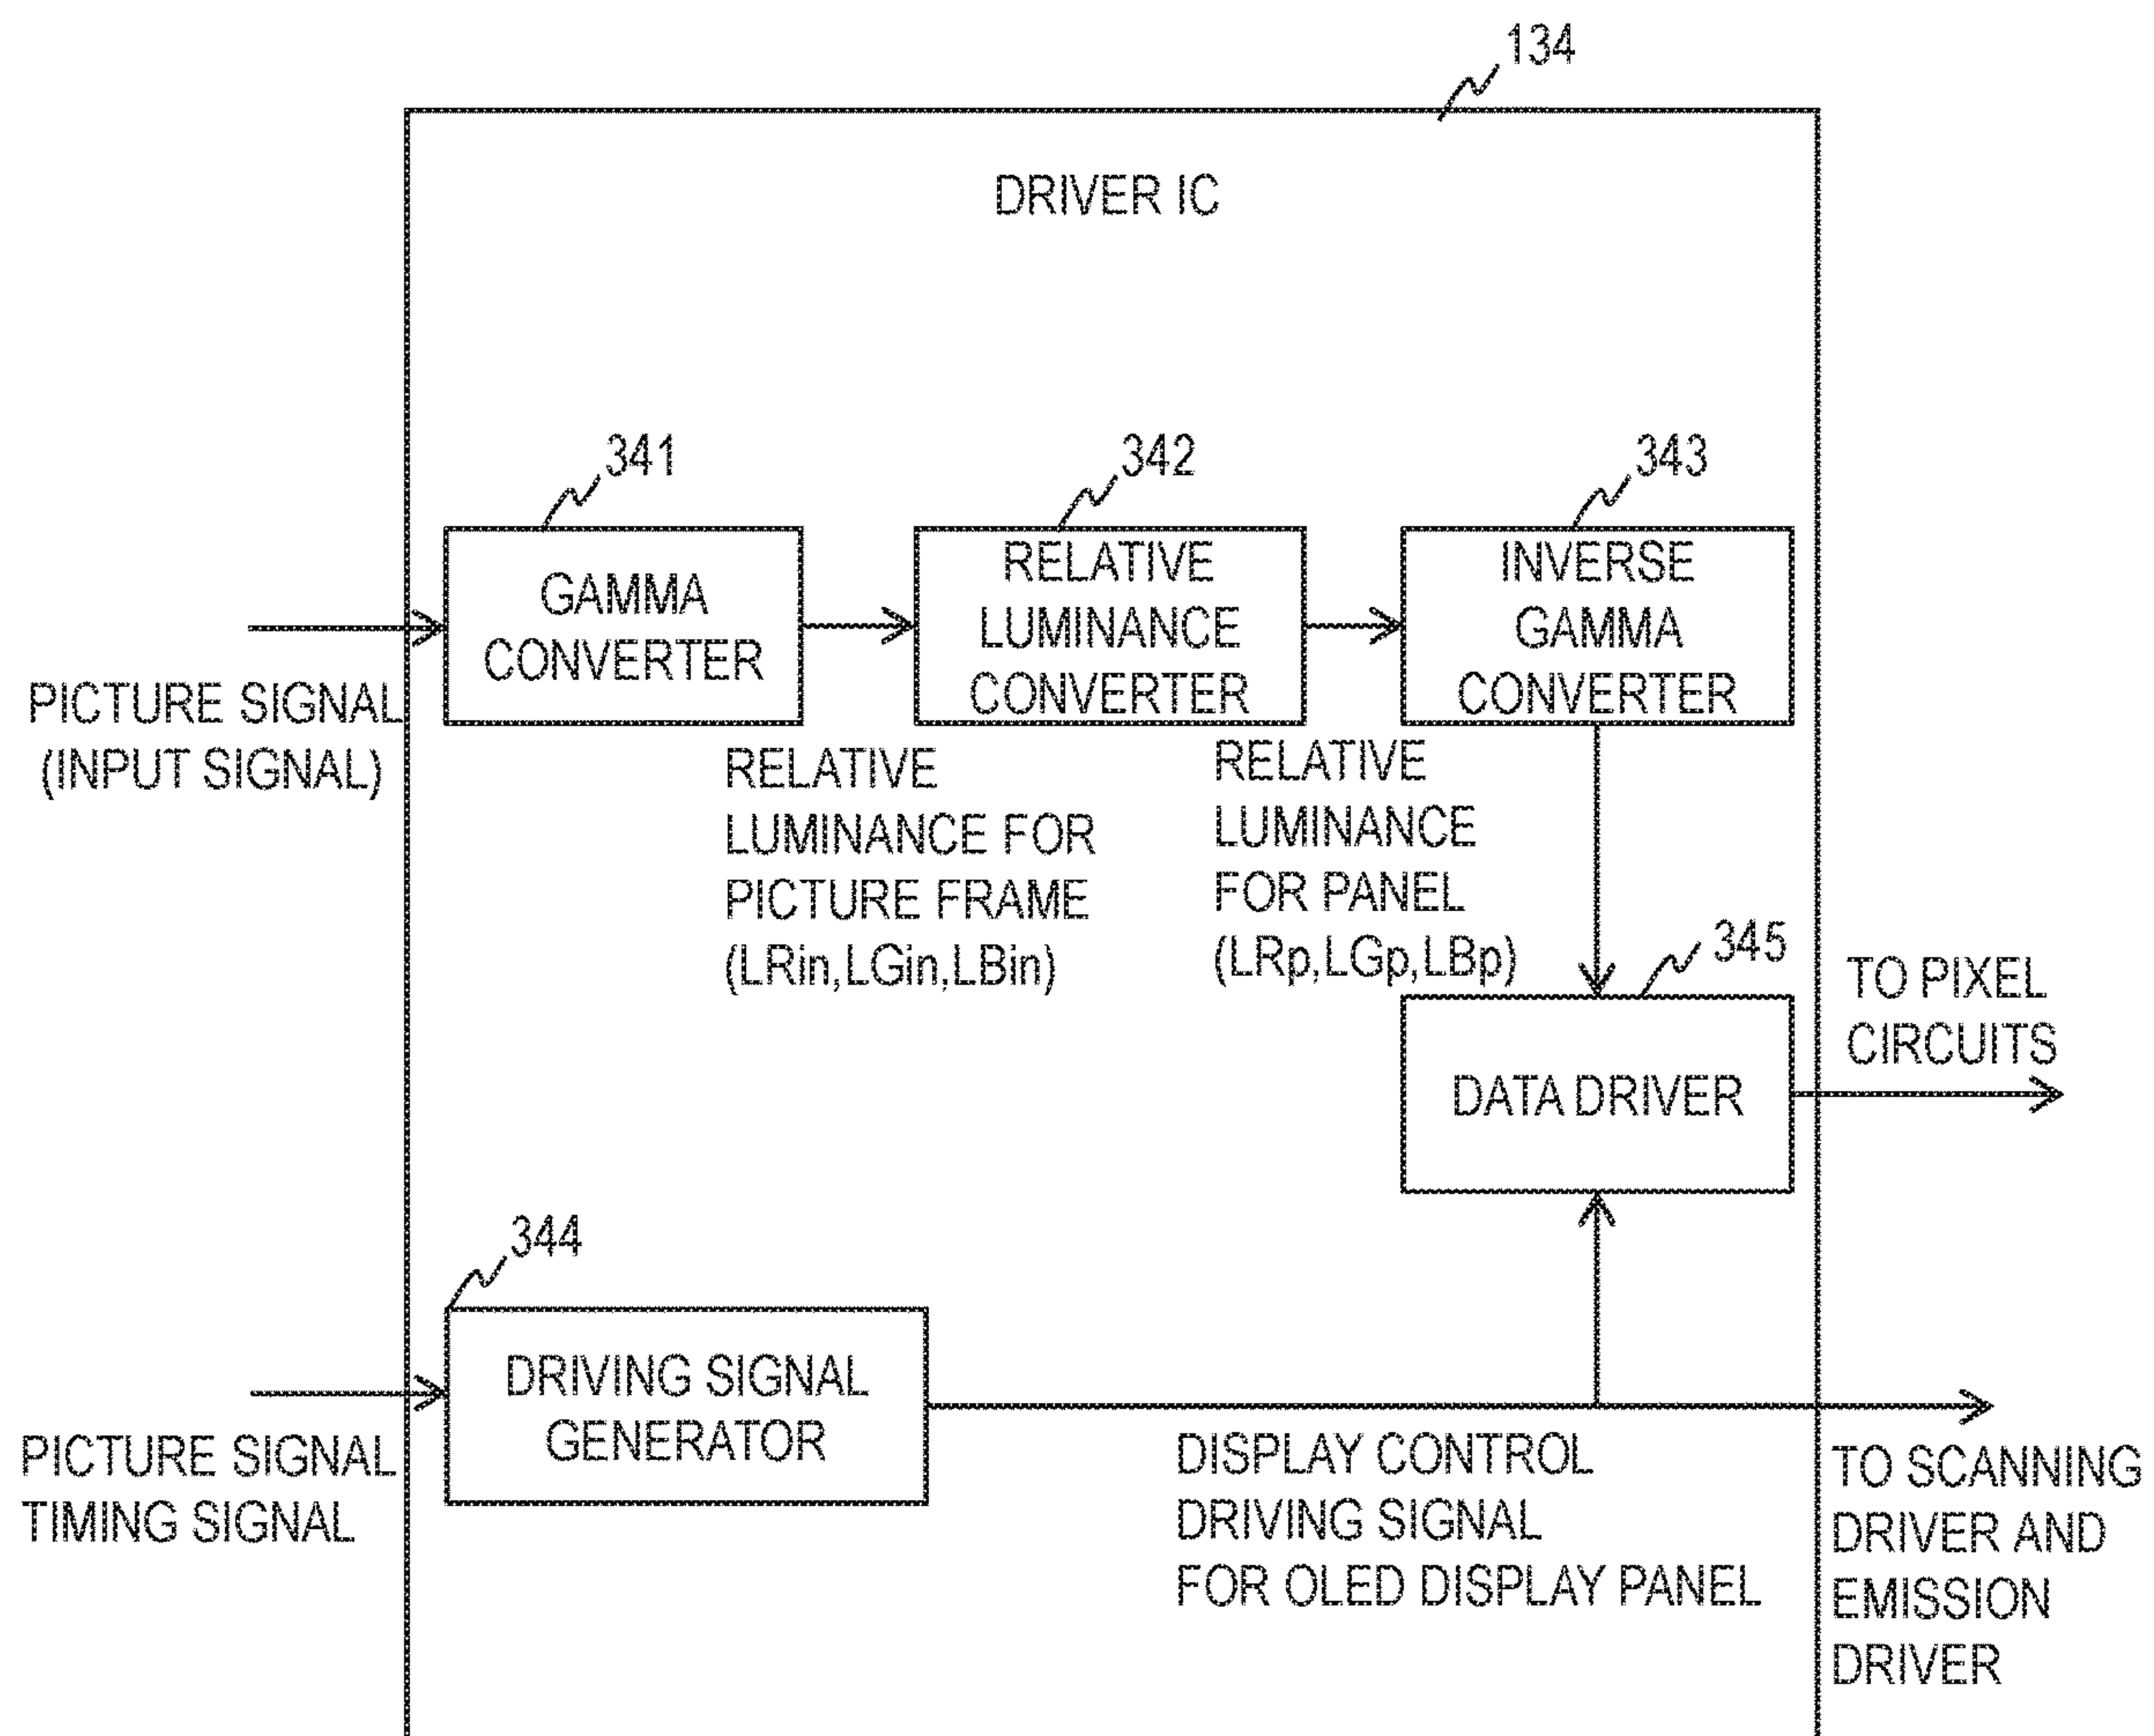 134
DRIVER IC
341
342
343
GAMMA
CONVERTER
RELATIVE
LUMINANCE
CONVERTER
INVERSE
GAMMA
CONVERTER
PICTURE SIGNAL
(INPUT SIGNAL)
RELATIVE
LUMINANCE FOR
PICTURE FRAME
(LRin,LGin,LBin)
RELATIVE
LUMINANCE
FOR PANEL
(LRp,LGp,LBp)
345
TO PIXEL
CIRCUITS
DATA DRIVER
344
DRIVING SIGNAL
GENERATOR
PICTURE SIGNAL
TIMING SIGNAL
DISPLAY CONTROL
DRIVING SIGNAL
FOR OLED DISPLAY PANEL
TO SCANNING
DRIVER AND
EMISSION
DRIVER